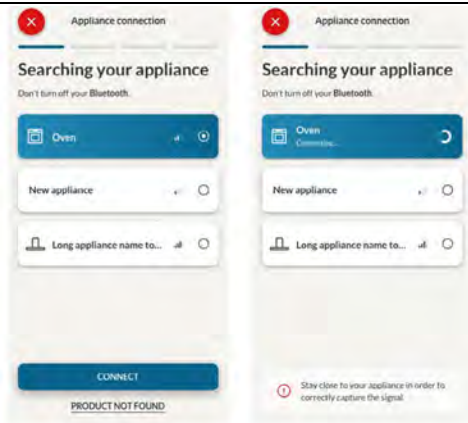 Appliance connection
Searching your appliance
Don't turn off your Bluetooth.
Oven
New appliance
Long appliance name to...
CONNECT
PRODUCT NOT FOUND
Appliance connection
Searching your appliance
Don't turn off your Bluetooth.
Oven
Connecting...
New appliance
Long appliance name to...
Stay close to your appliance in order to
correctly capture the signal